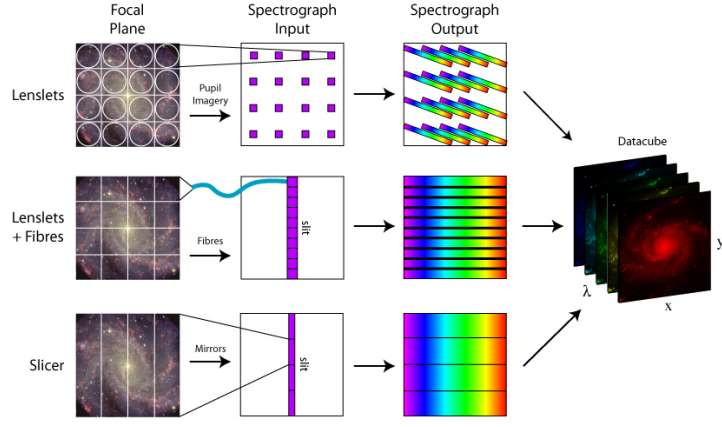 Focal
Plane
Spectrograph
Input
Spectrograph
Output
Lenslets
Pupil
Imagery
Datacube
Lenslets
+ Fibres
Fibres
slit
y
λ
x
Slicer
Mirrors
slit